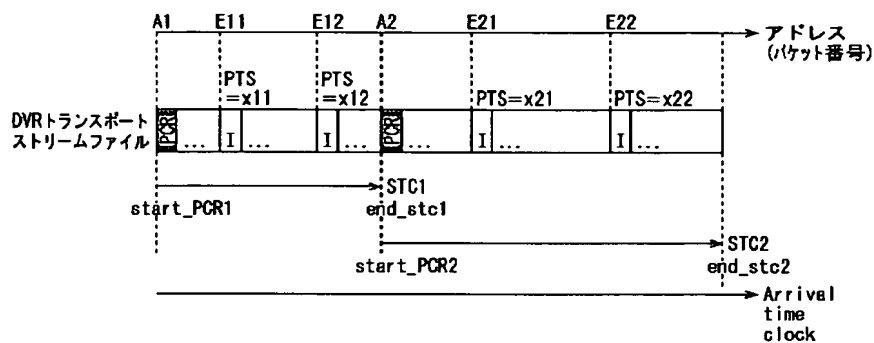 A1 E11 E12 A2 E21 E22
アドレス
(パケット番号)
PTS
=x11
PTS
=x12
PTS=x21
PTS=x22
DVRトランスポート
ストリームファイル
PCR ... I ... I ... PCR ... I ... I ...
STC1
start_PCR1
end_stc1
STC2
start_PCR2
end_stc2
Arrival
time
clock